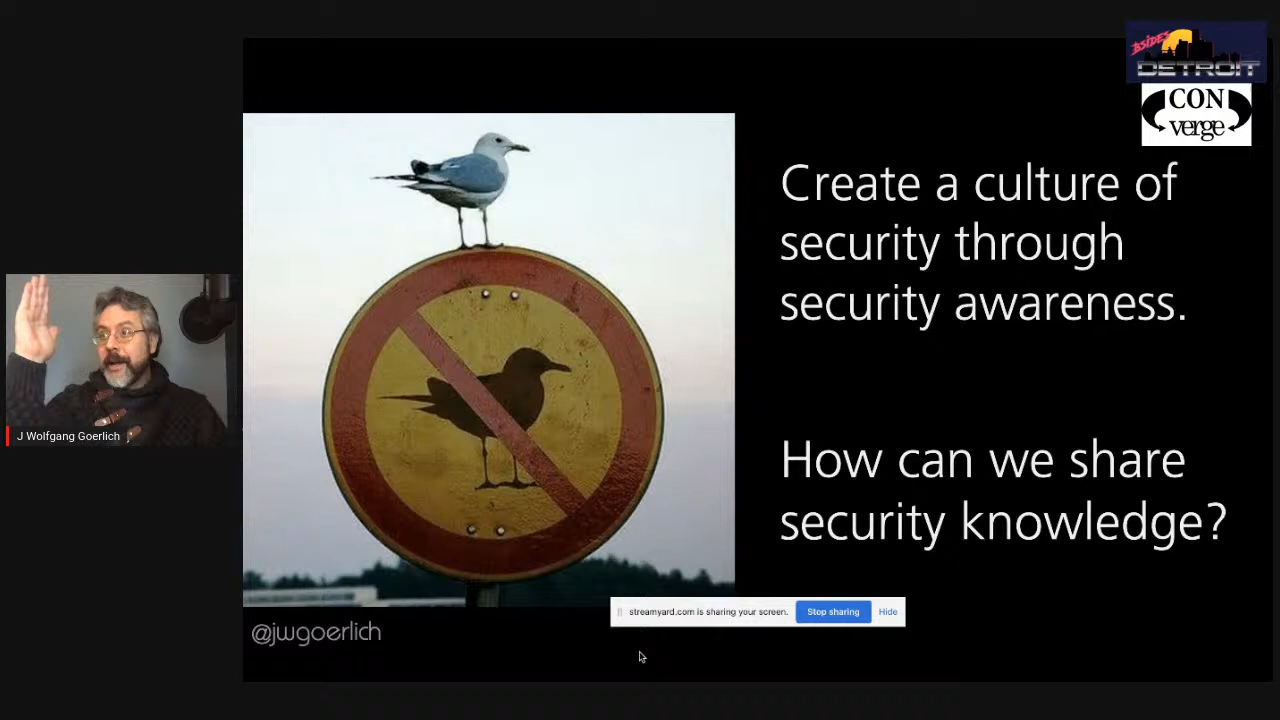 BSIDES
DETROIT
CON
verge
Create a culture of
security through
security awareness.
How can we share
security knowledge?
J Wolfgang Goerlich
streamyard.com is sharing your screen. Stop sharing Hide
@jwgoerlich